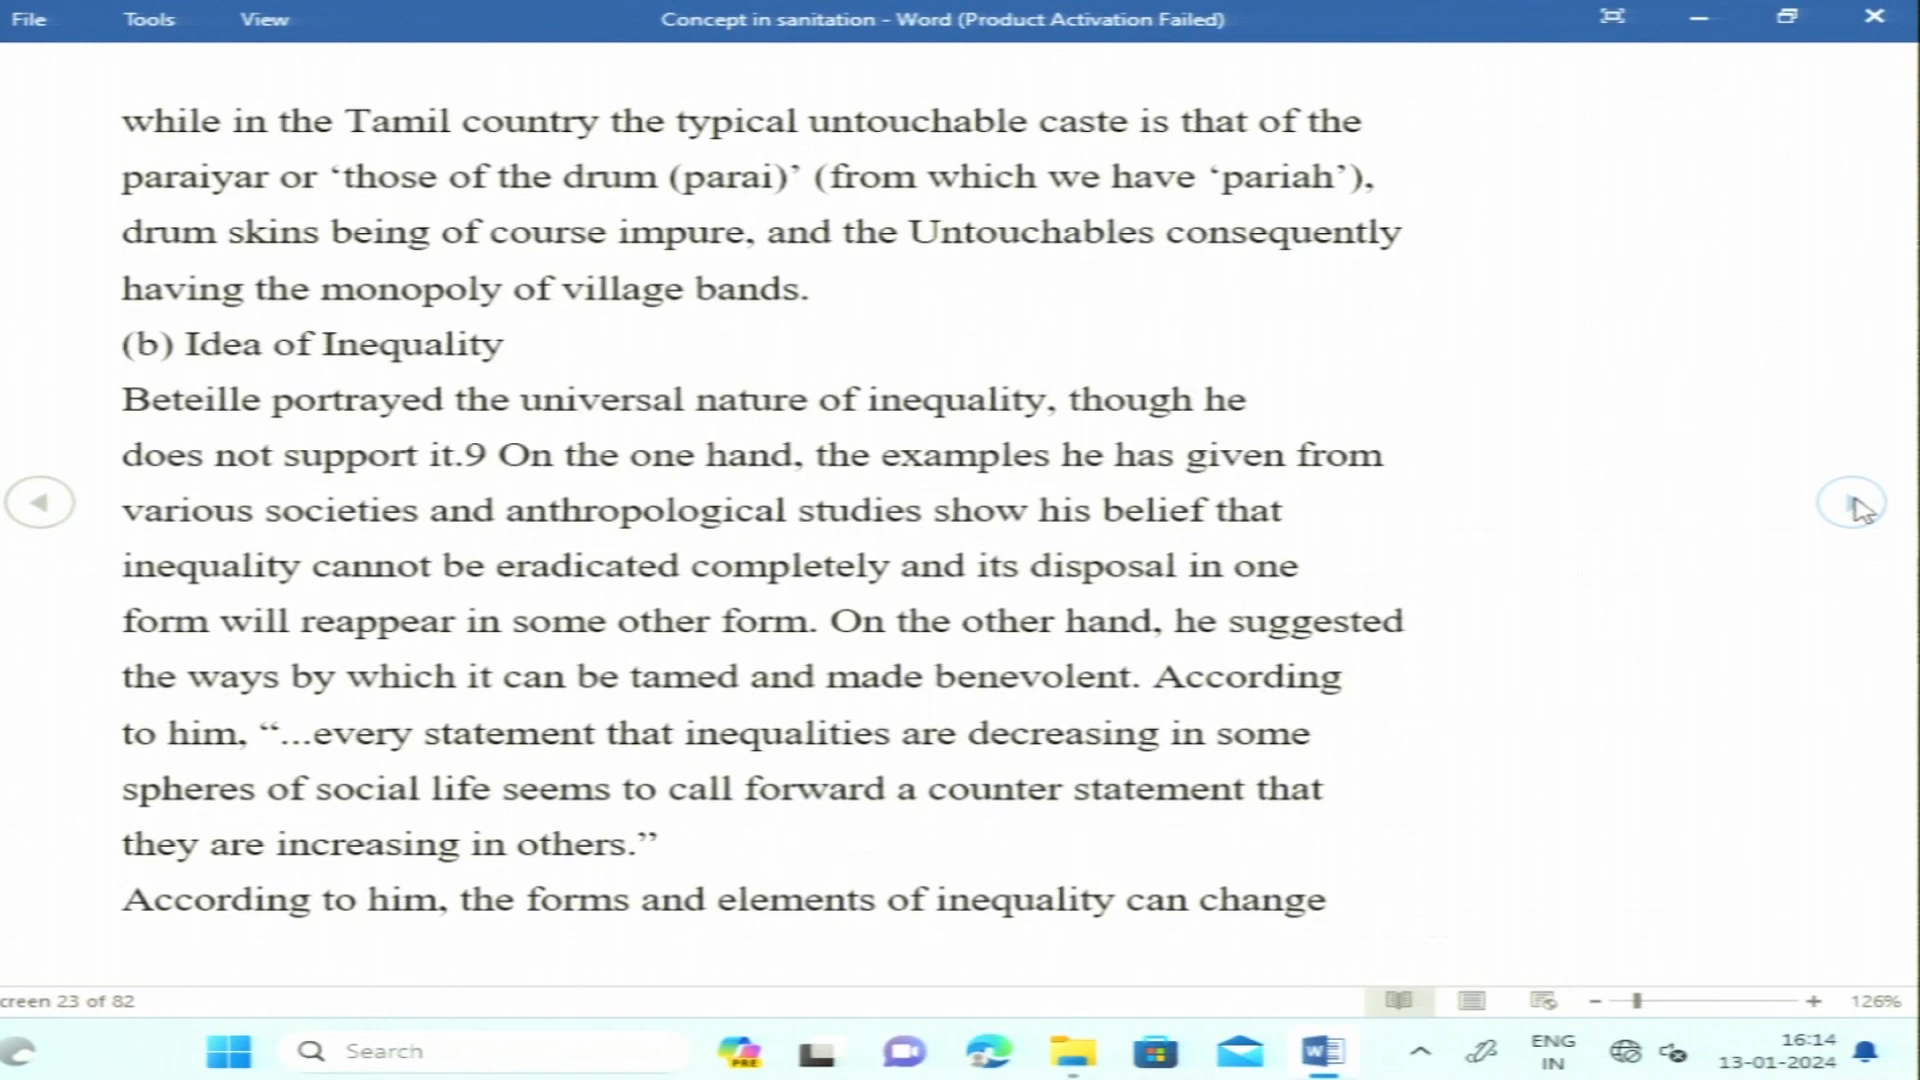 File Tools View Concept in sanitation - Word (Product Activation Failed)
while in the Tamil country the typical untouchable caste is that of the
paraiyar or ‘those of the drum (parai)’ (from which we have ‘pariah’),
drum skins being of course impure, and the Untouchables consequently
having the monopoly of village bands.
(b) Idea of Inequality
Beteille portrayed the universal nature of inequality, though he
does not support it.9 On the one hand, the examples he has given from
various societies and anthropological studies show his belief that
inequality cannot be eradicated completely and its disposal in one
form will reappear in some other form. On the other hand, he suggested
the ways by which it can be tamed and made benevolent. According
to him, “...every statement that inequalities are decreasing in some
spheres of social life seems to call forward a counter statement that
they are increasing in others.”
According to him, the forms and elements of inequality can change
creen 23 of 82 126%
Search PRE W ENG 16:14
IN 13-01-2024